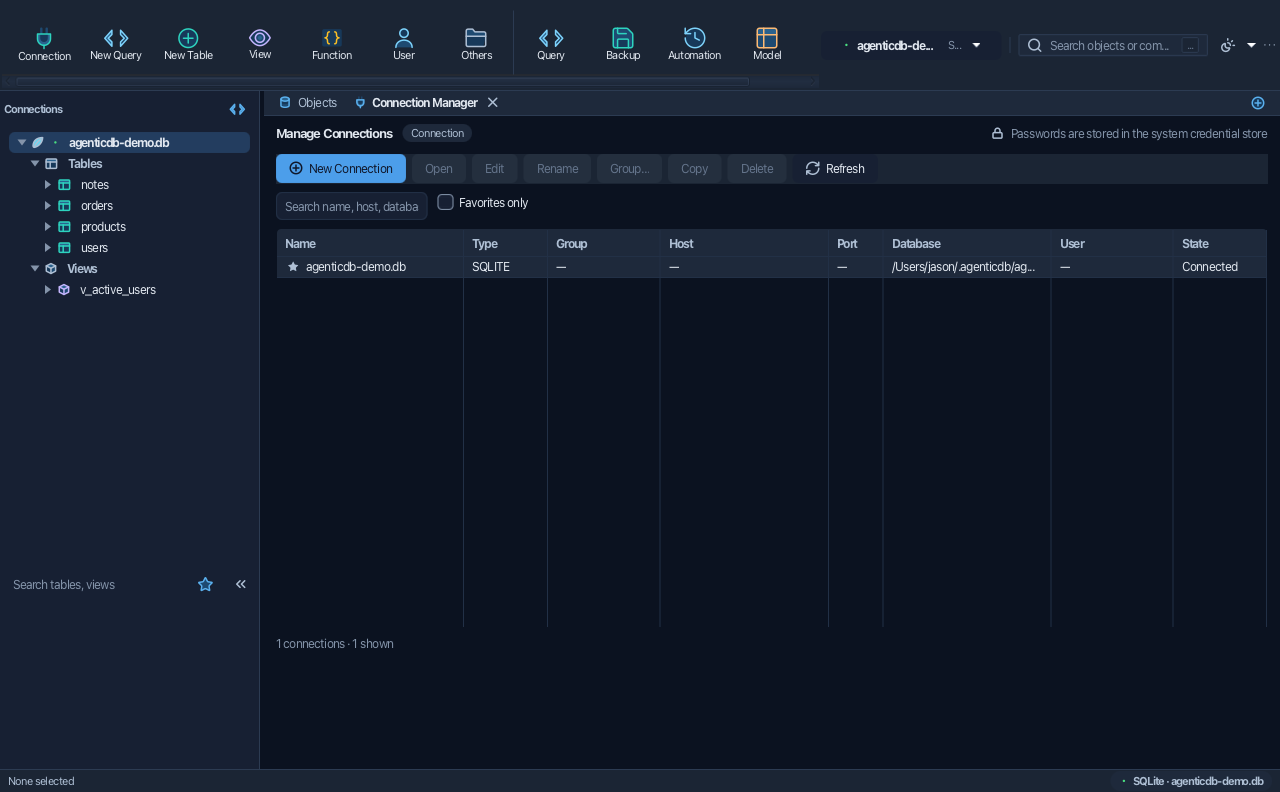 Connection New Query New Table View Function User Others Query Backup Automation Model agenticdb-de... S... Search objects or com... ...
Connections
Objects Connection Manager
agenticdb-demo.db
Tables
notes
orders
products
users
Views
v_active_users
Search tables, views
Manage Connections Connection Passwords are stored in the system credential store
New Connection Open Edit Rename Group... Copy Delete Refresh
Search name, host, databa Favorites only
Name Type Group Host Port Database User State
agenticdb-demo.db SQLITE — — — /Users/jason/.agenticdb/ag... — Connected
1 connections · 1 shown
None selected SQLite · agenticdb-demo.db